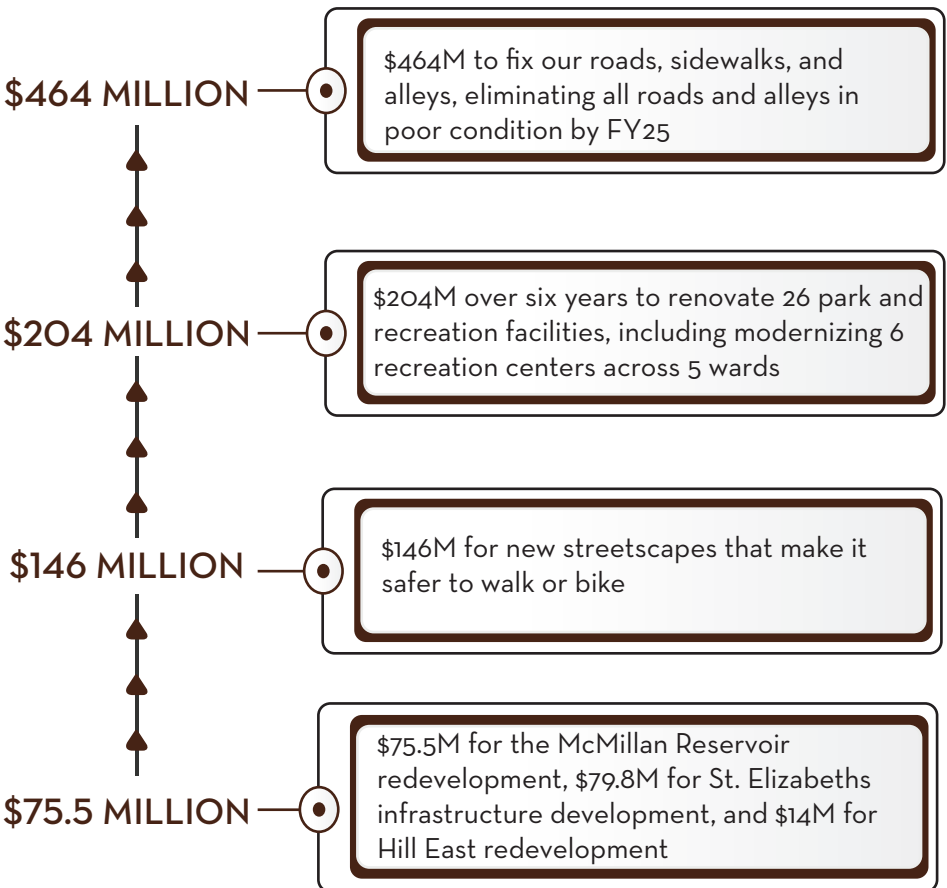 $464 MILLION
$464M to fix our roads, sidewalks, and
alleys, eliminating all roads and alleys in
poor condition by FY25
$204 MILLION
$204M over six years to renovate 26 park and
recreation facilities, including modernizing 6
recreation centers across 5 wards
$146 MILLION
$146M for new streetscapes that make it
safer to walk or bike
$75.5 MILLION
$75.5M for the McMillan Reservoir
redevelopment, $79.8M for St. Elizabeths
infrastructure development, and $14M for
Hill East redevelopment